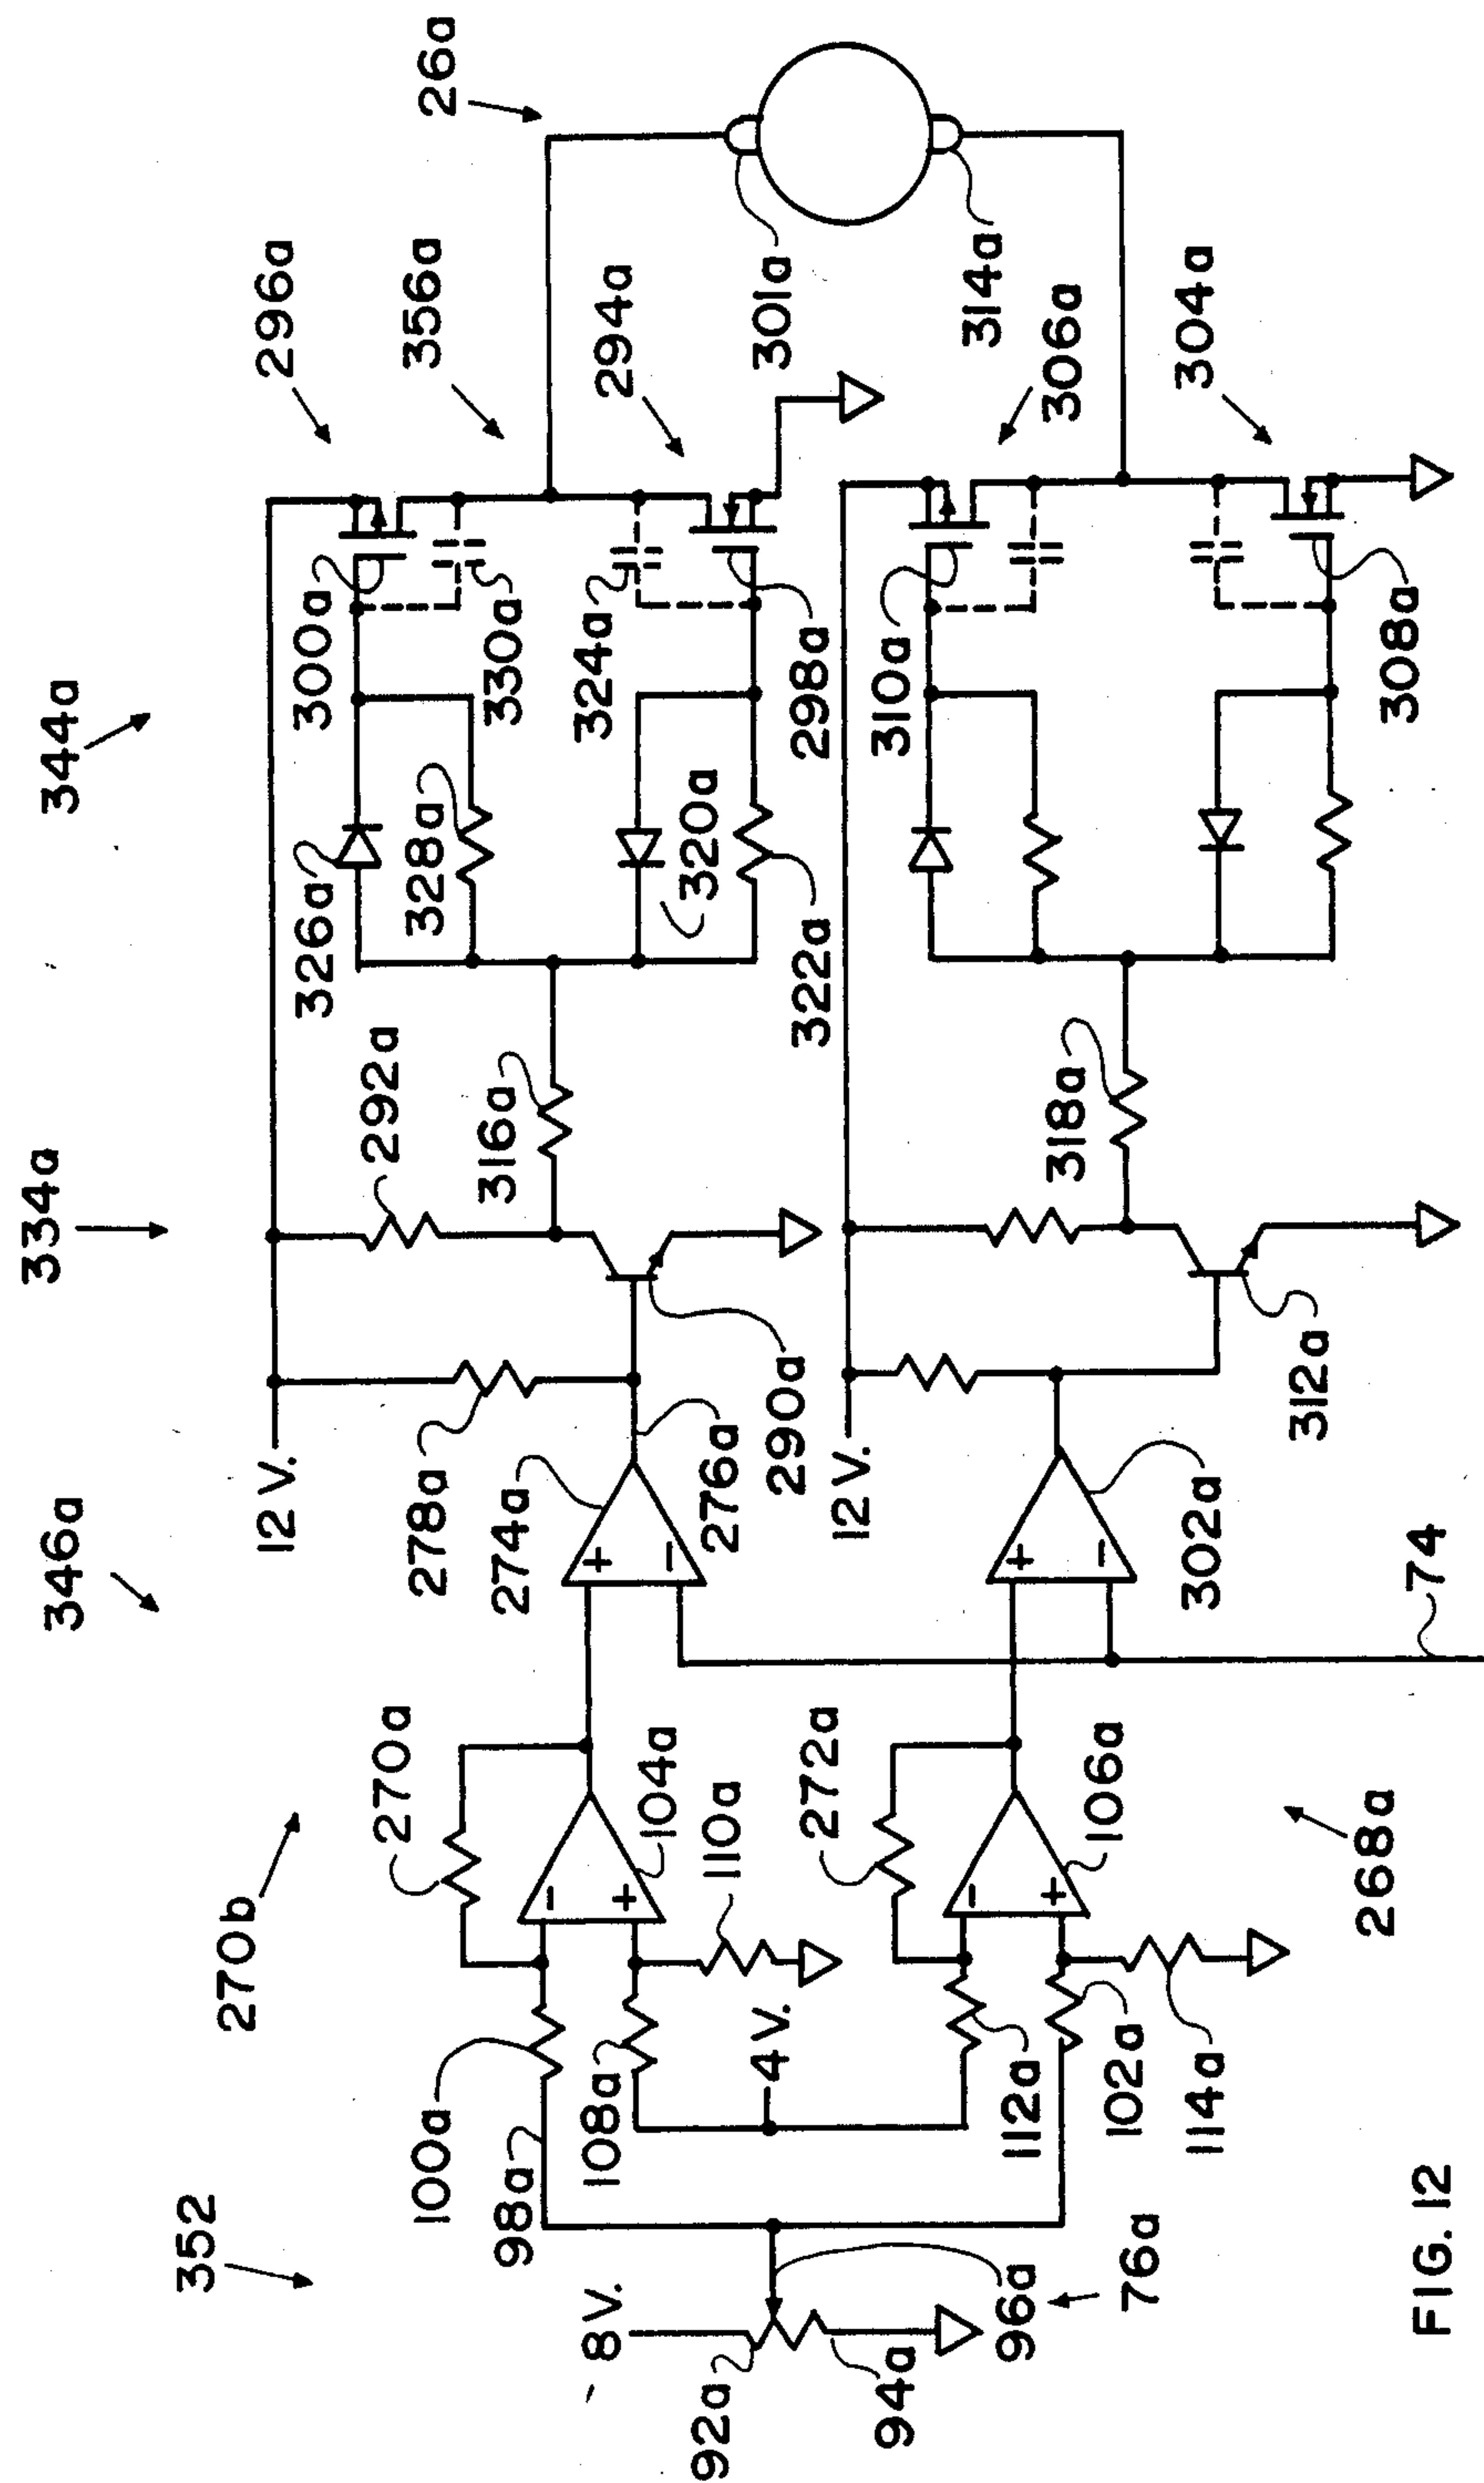 352
270b
346a
334a
344a
296a
356a
294a
26a
12 V.
278a
292a
326a
328a
300a
330a
316a
324a
320a
322a
298a
301a
270a
274a
276a
290a
100a
98a
104a
110a
108a
8 V.
92a
94a
96a
76a
4 V.
112a
102a
114a
272a
106a
268a
12 V.
302a
312a
318a
310a
308a
314a
306a
304a
74
+
−
+
−
−
+
−
+
FIG. 12